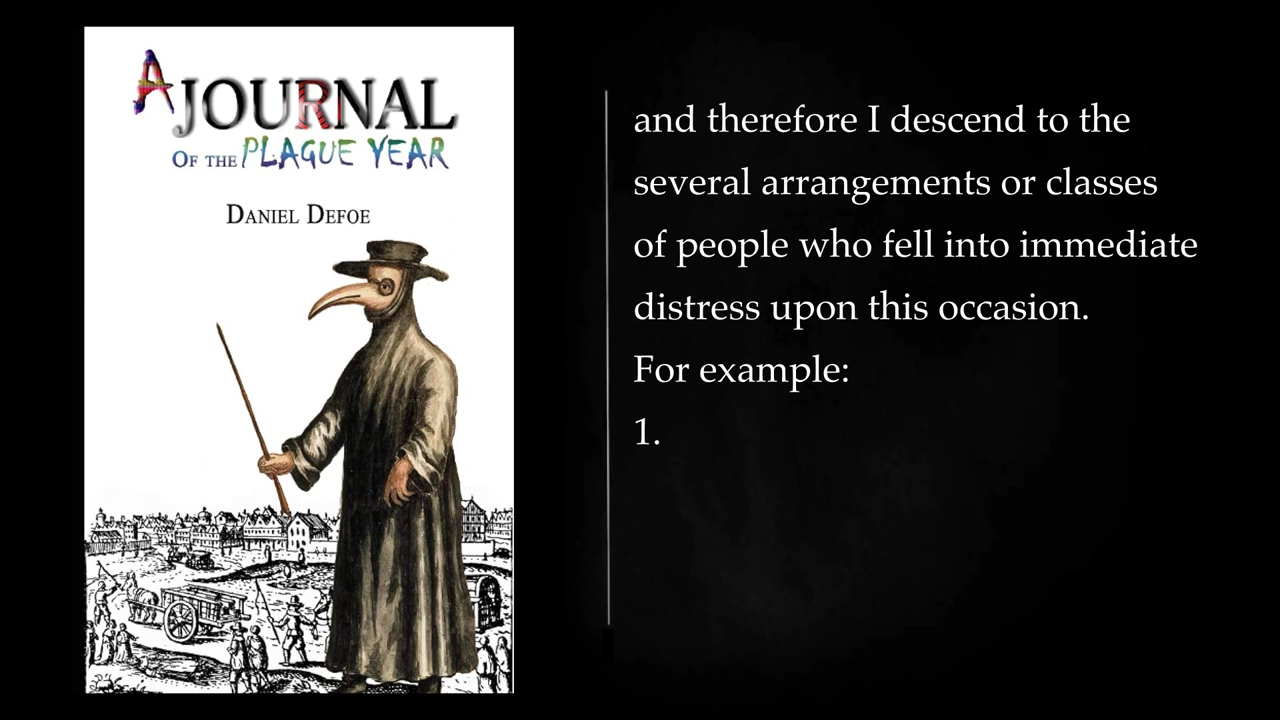 A JOURNAL
OF THE PLAGUE YEAR
DANIEL DEFOE
and therefore I descend to the
several arrangements or classes
of people who fell into immediate
distress upon this occasion.
For example:
1.